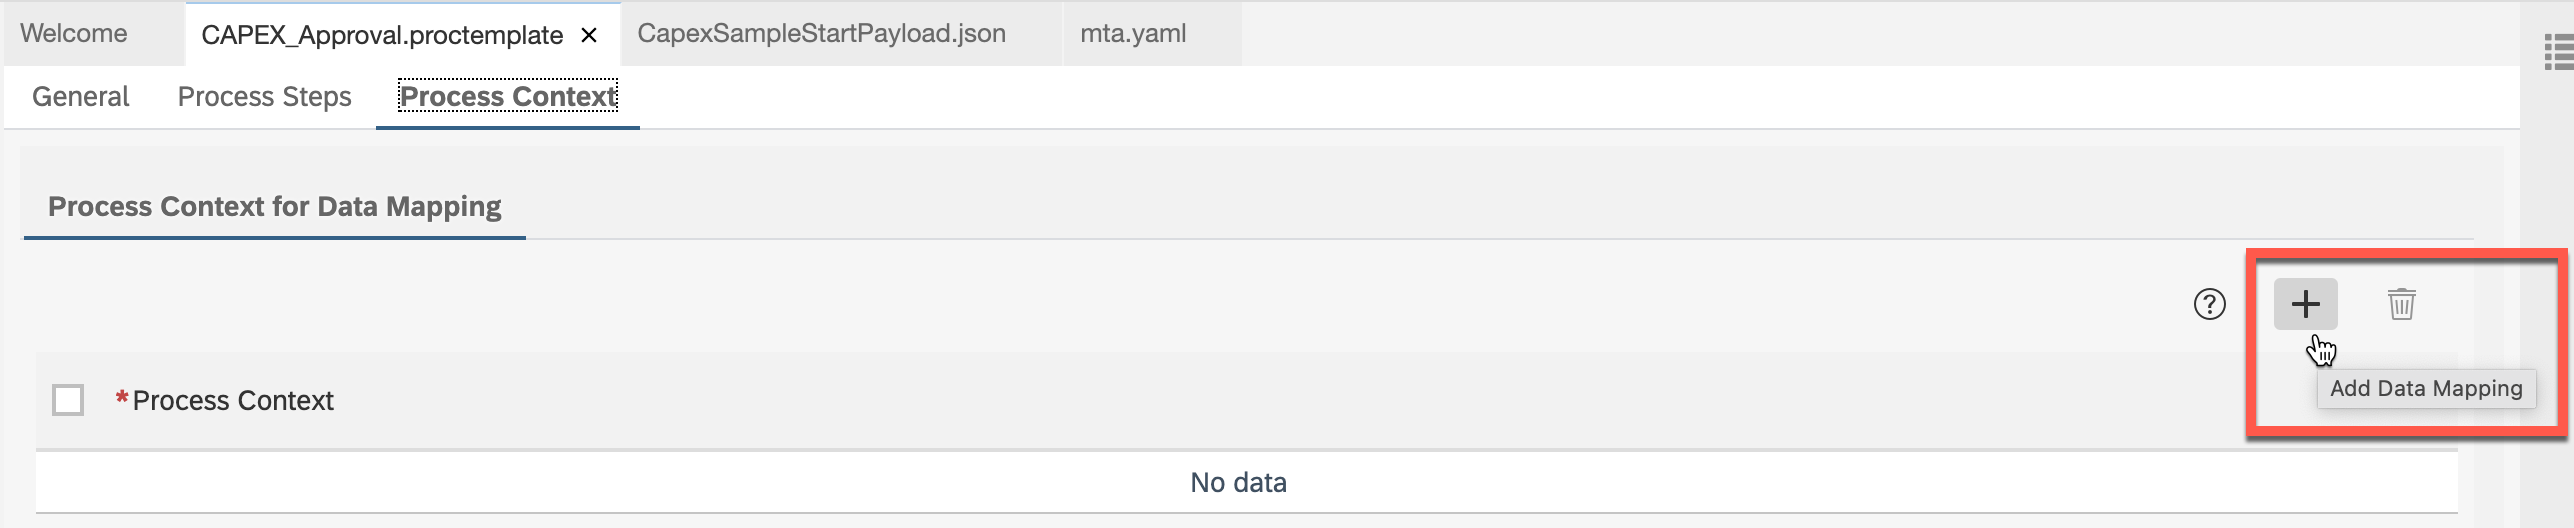 Welcome CAPEX_Approval.proctemplate × CapexSampleStartPayload.json mta.yaml
General Process Steps Process Context
Process Context for Data Mapping
? +
Add Data Mapping
*Process Context
No data